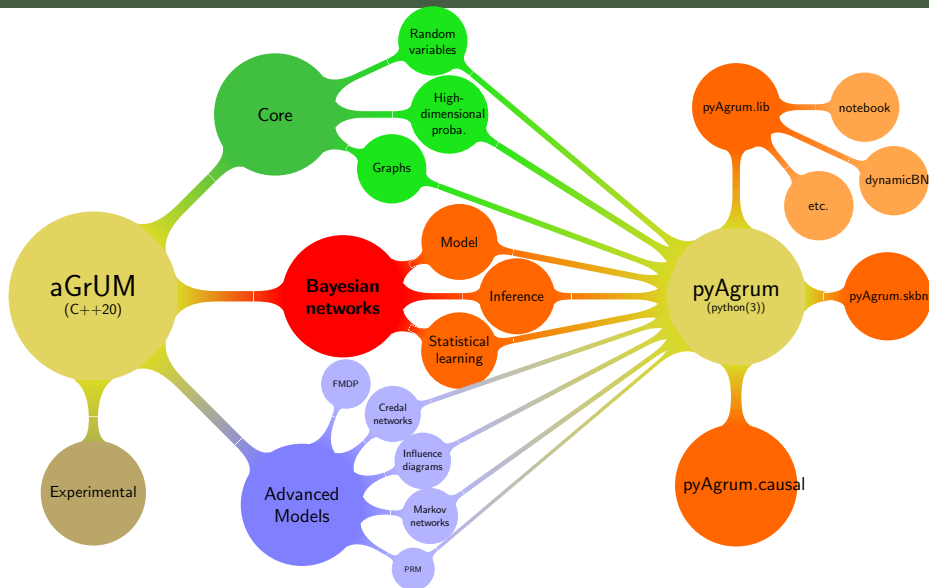 Random
variables
Core
High-
dimensional
proba.
Graphs
pyAgrum.lib
notebook
dynamicBN
etc.
aGrUM
(C++20)
Bayesian
networks
Model
Inference
Statistical
learning
pyAgrum
(python(3))
pyAgrum.skbn
FMDP
Credal
networks
Influence
diagrams
Markov
networks
PRM
Advanced
Models
Experimental
pyAgrum.causal